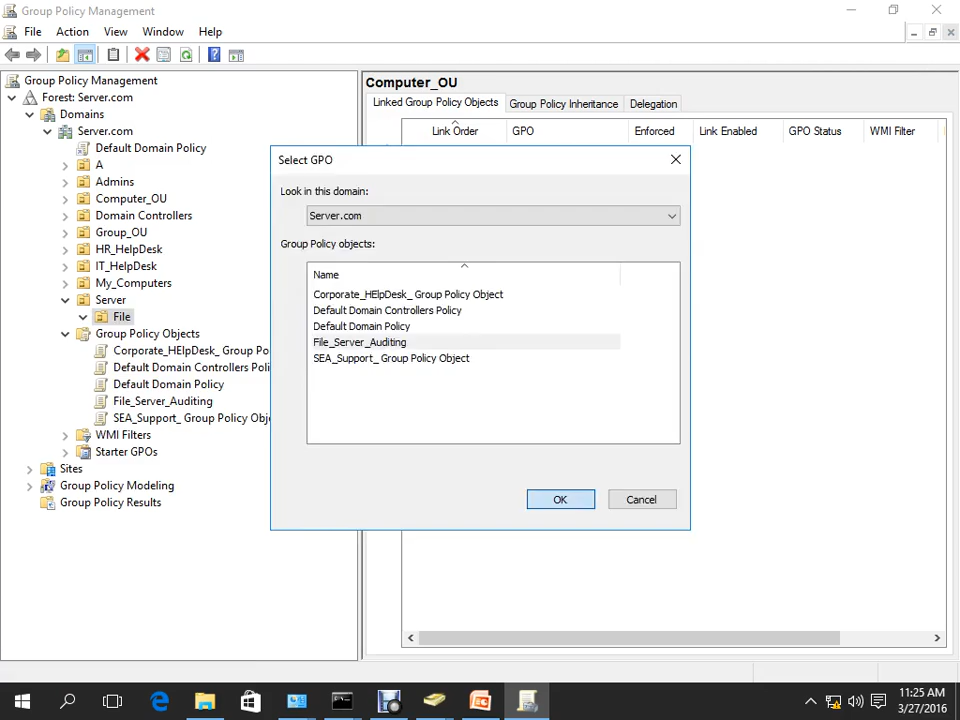 Group Policy Management
File Action View Window Help
Group Policy Management
Forest: Server.com
Domains
Server.com
Default Domain Policy
A
Admins
Computer_OU
Domain Controllers
Group_OU
HR_HelpDesk
IT_HelpDesk
My_Computers
Server
File
Group Policy Objects
Corporate_HElpDesk_ Group Po
Default Domain Controllers Poli
Default Domain Policy
File_Server_Auditing
SEA_Support_ Group Policy Obje
WMI Filters
Starter GPOs
Sites
Group Policy Modeling
Group Policy Results
Computer_OU
Linked Group Policy Objects Group Policy Inheritance Delegation
Link Order GPO Enforced Link Enabled GPO Status WMI Filter
Select GPO
Look in this domain:
Server.com
Group Policy objects:
Name
Corporate_HElpDesk_ Group Policy Object
Default Domain Controllers Policy
Default Domain Policy
File_Server_Auditing
SEA_Support_ Group Policy Object
OK Cancel
11:25 AM
3/27/2016